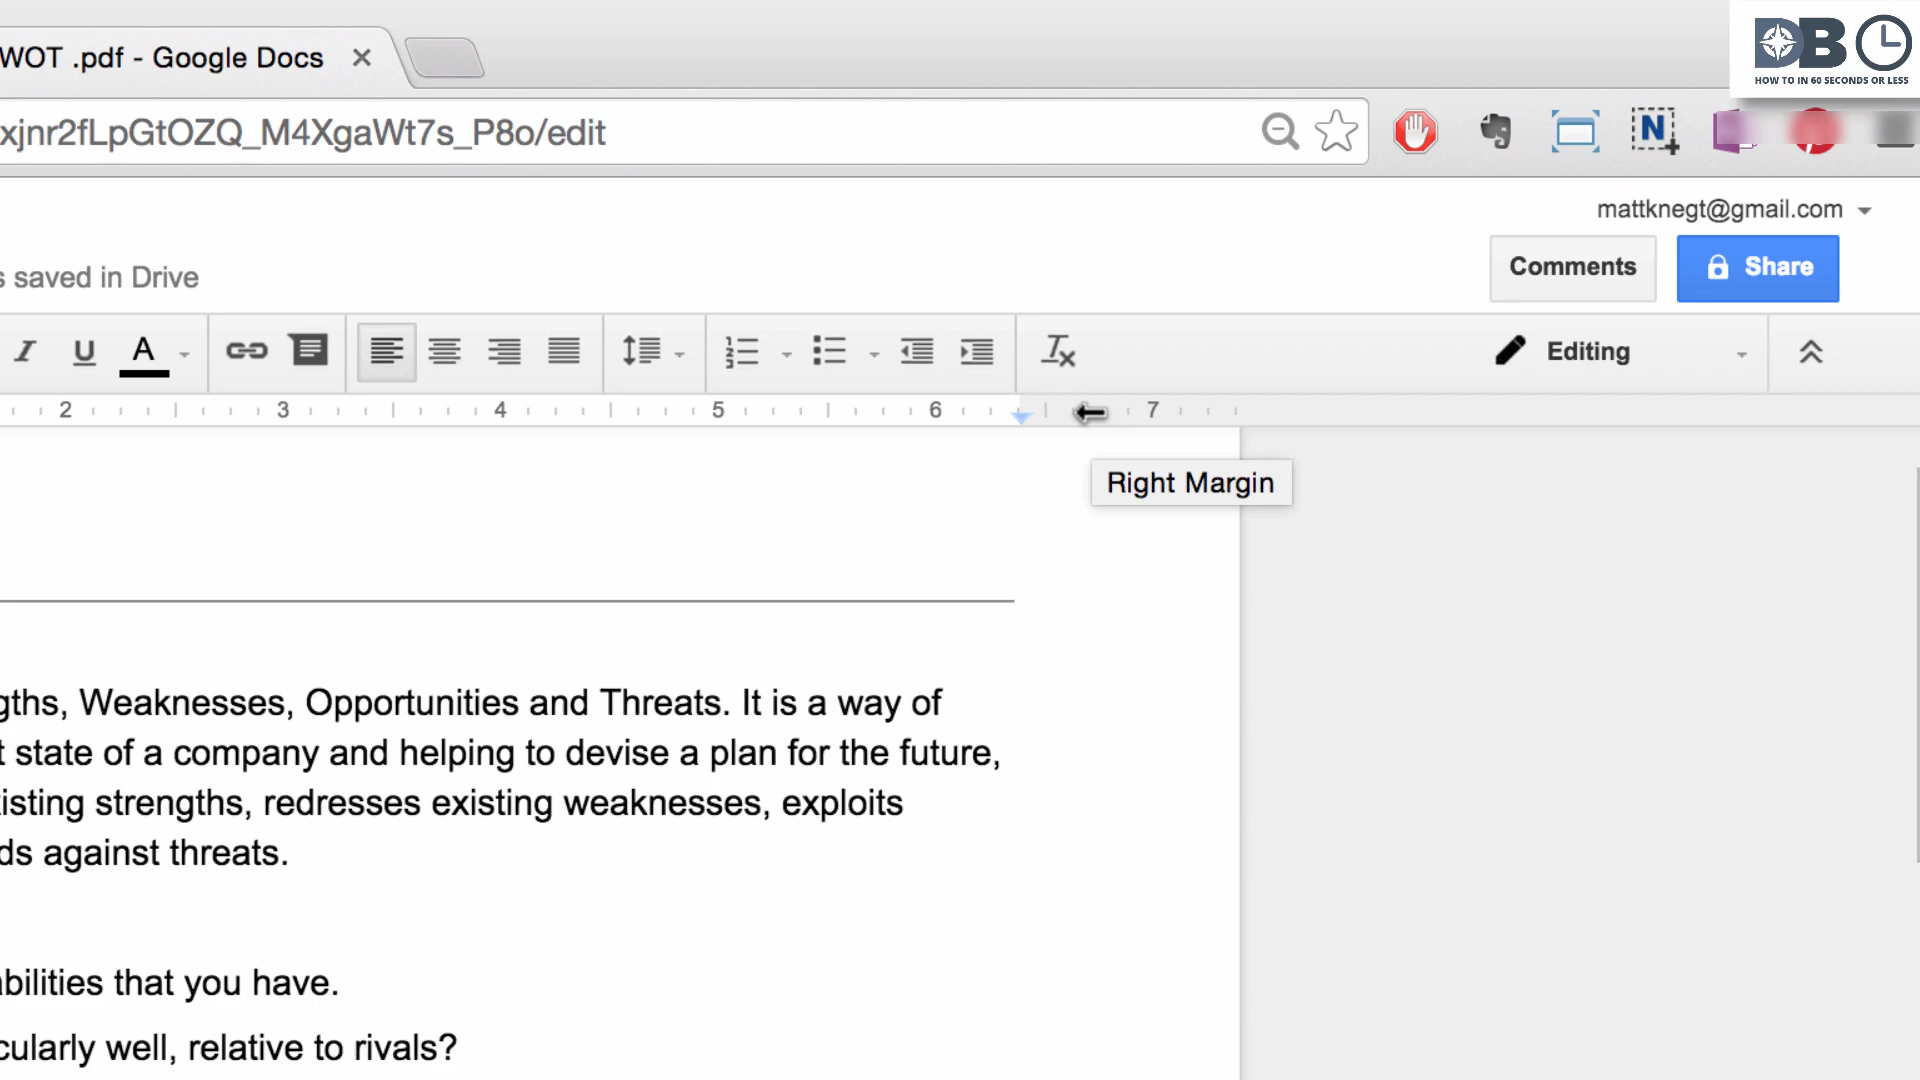 WOT .pdf - Google Docs
DB
HOW TO IN 60 SECONDS OR LESS
xjnr2fLpGtOZQ_M4XgaWt7s_P8o/edit
N
mattknegt@gmail.com
s saved in Drive
Comments
Share
I U A
Editing
2 3 4 5 6 7
Right Margin
gths, Weaknesses, Opportunities and Threats. It is a way of
t state of a company and helping to devise a plan for the future,
isting strengths, redresses existing weaknesses, exploits
ds against threats.
abilities that you have.
cularly well, relative to rivals?